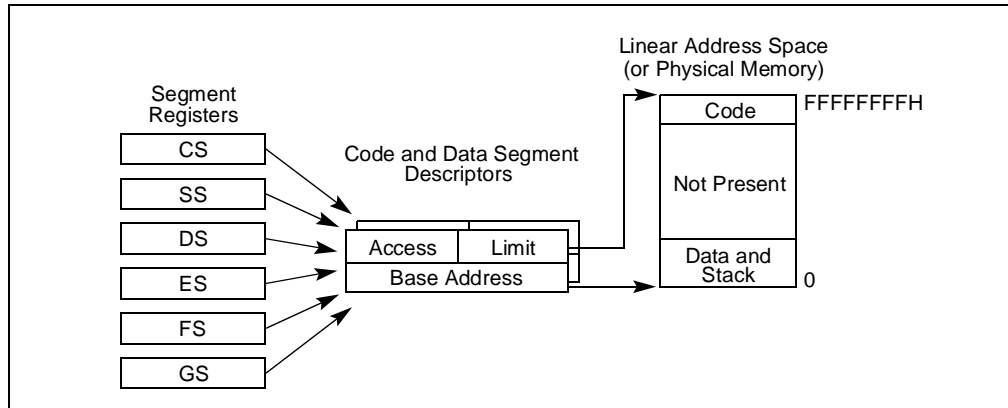 Linear Address Space
(or Physical Memory)
Segment
Registers
CS
SS
DS
ES
FS
GS
Code and Data Segment
Descriptors
Access
Limit
Base Address
Code
FFFFFFFFH
Not Present
Data and
Stack
0